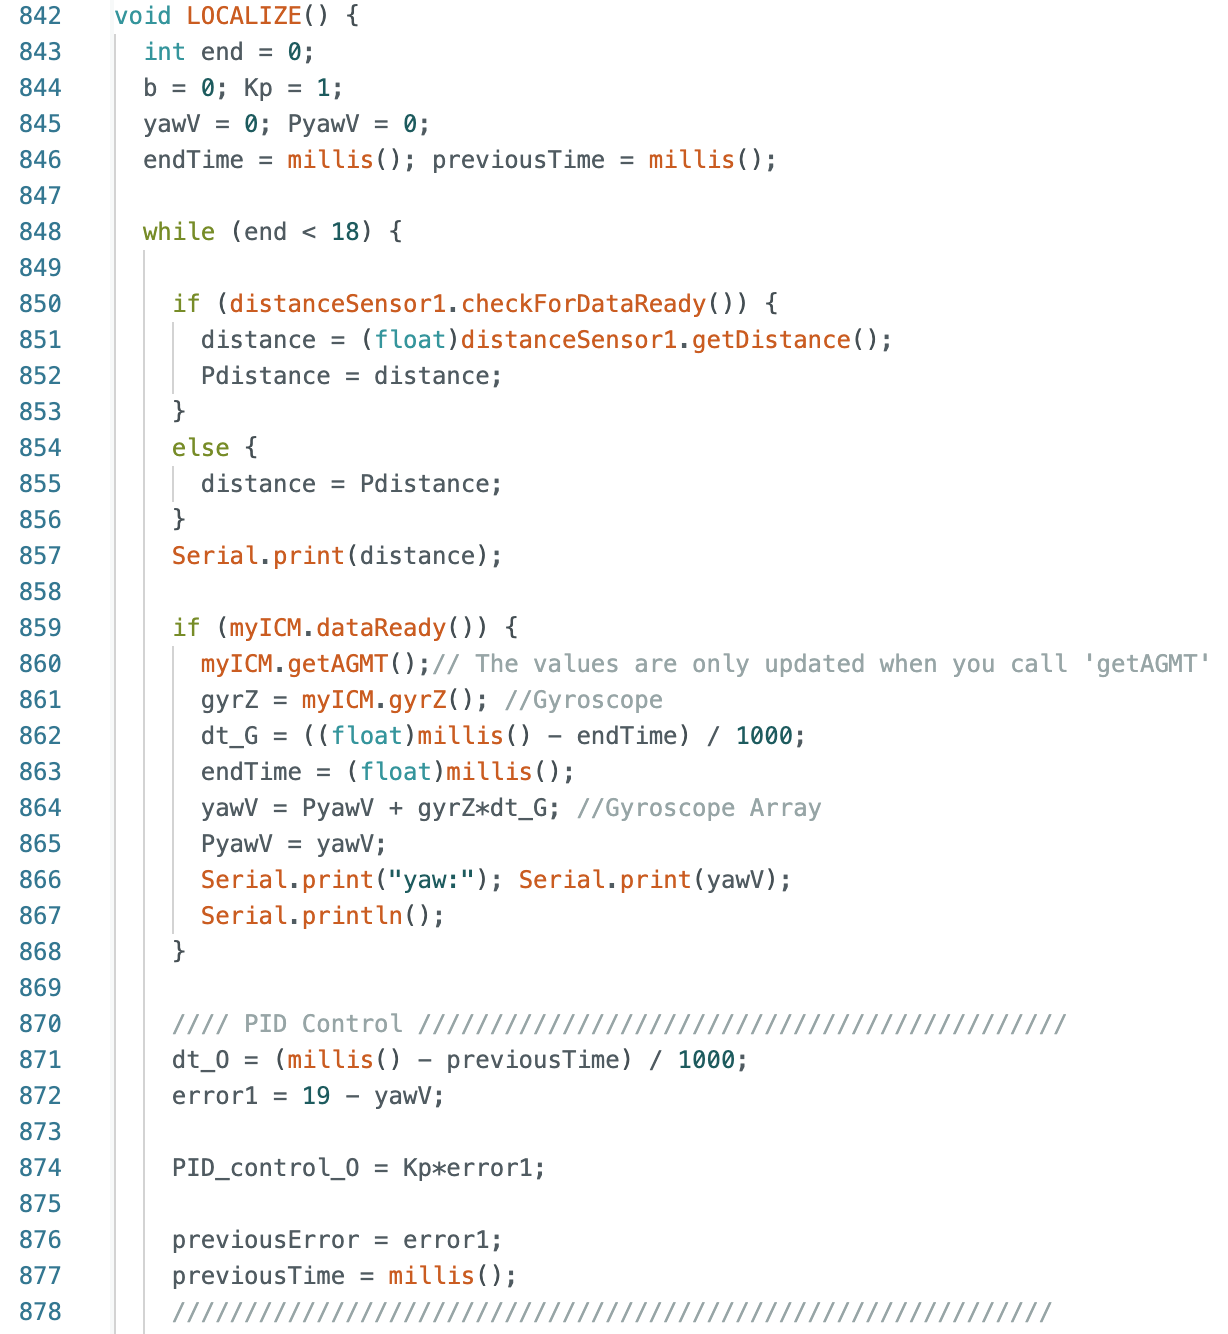 842 void LOCALIZE() {
843 int end = 0;
844 b = 0; Kp = 1;
845 yawV = 0; PyawV = 0;
846 endTime = millis(); previousTime = millis();
847
848 while (end < 18) {
849
850 if (distanceSensor1.checkForDataReady()) {
851 distance = (float)distanceSensor1.getDistance();
852 Pdistance = distance;
853 }
854 else {
855 distance = Pdistance;
856 }
857 Serial.print(distance);
858
859 if (myICM.dataReady()) {
860 myICM.getAGMT();// The values are only updated when you call 'getAGMT'
861 gyrZ = myICM.gyrZ(); //Gyroscope
862 dt_G = ((float)millis() - endTime) / 1000;
863 endTime = (float)millis();
864 yawV = PyawV + gyrZ*dt_G; //Gyroscope Array
865 PyawV = yawV;
866 Serial.print("yaw:"); Serial.print(yawV);
867 Serial.println();
868 }
869
870 //// PID Control /////////////////////////////////////////////
871 dt_O = (millis() - previousTime) / 1000;
872 error1 = 19 - yawV;
873
874 PID_control_O = Kp*error1;
875
876 previousError = error1;
877 previousTime = millis();
878 /////////////////////////////////////////////////////////////